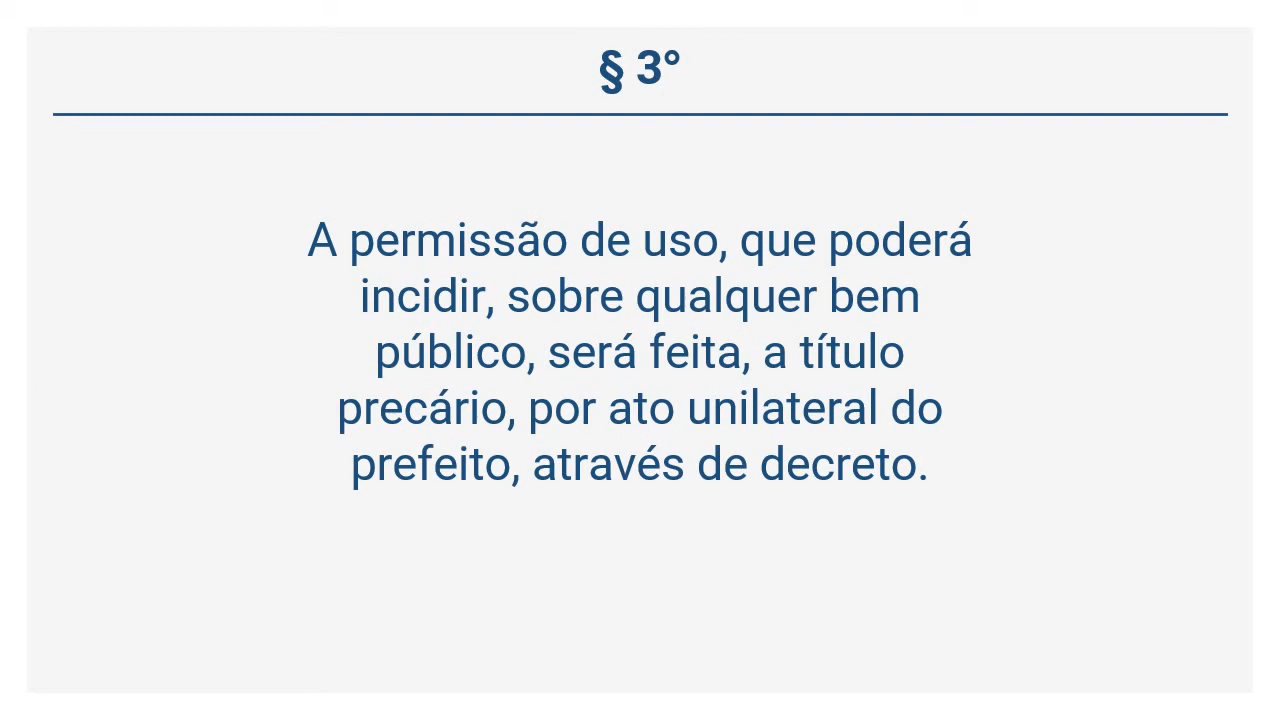 § 3°
A permissão de uso, que poderá
incidir, sobre qualquer bem
público, será feita, a título
precário, por ato unilateral do
prefeito, através de decreto.